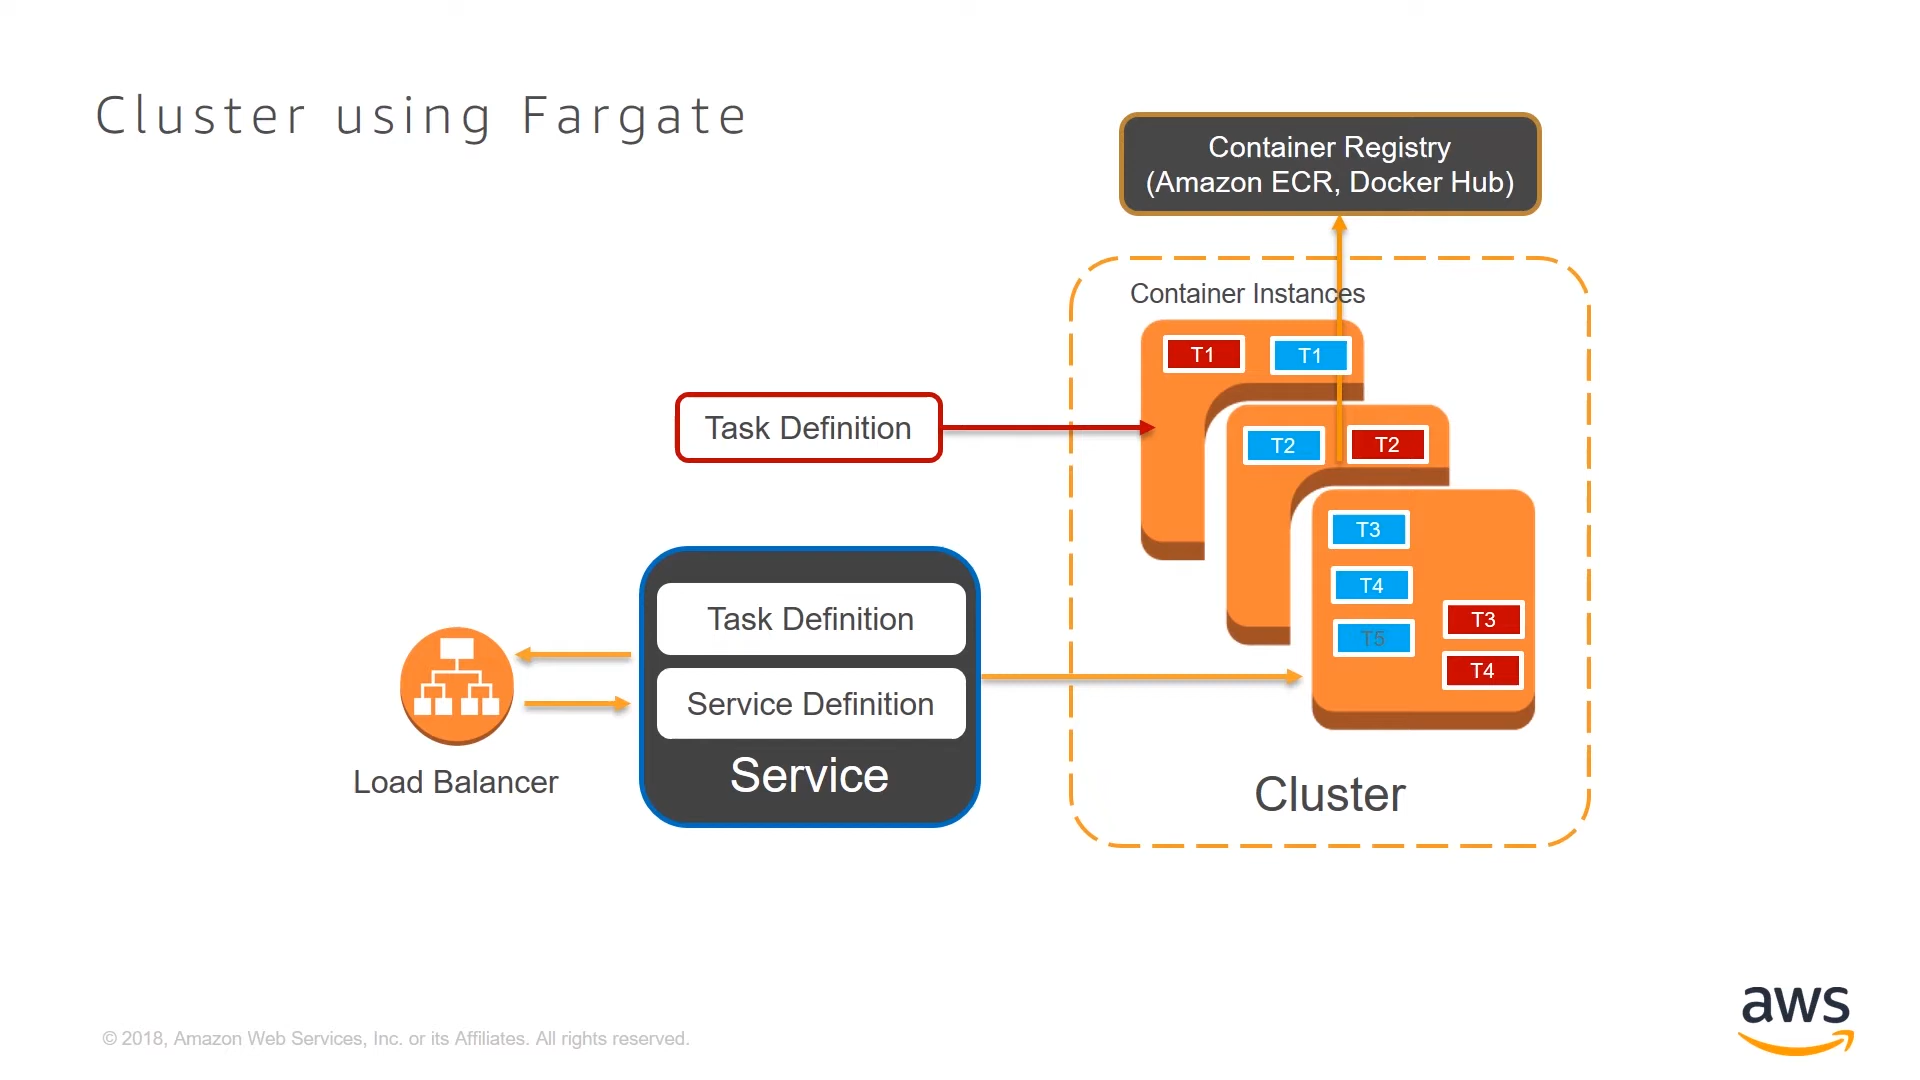 Cluster using Fargate
Container Registry
(Amazon ECR, Docker Hub)
Container Instances
T1
T1
Task Definition
T2
T2
T3
T4
T5
T3
T4
Task Definition
Service Definition
Service
Load Balancer
Cluster
© 2018, Amazon Web Services, Inc. or its Affiliates. All rights reserved.
aws